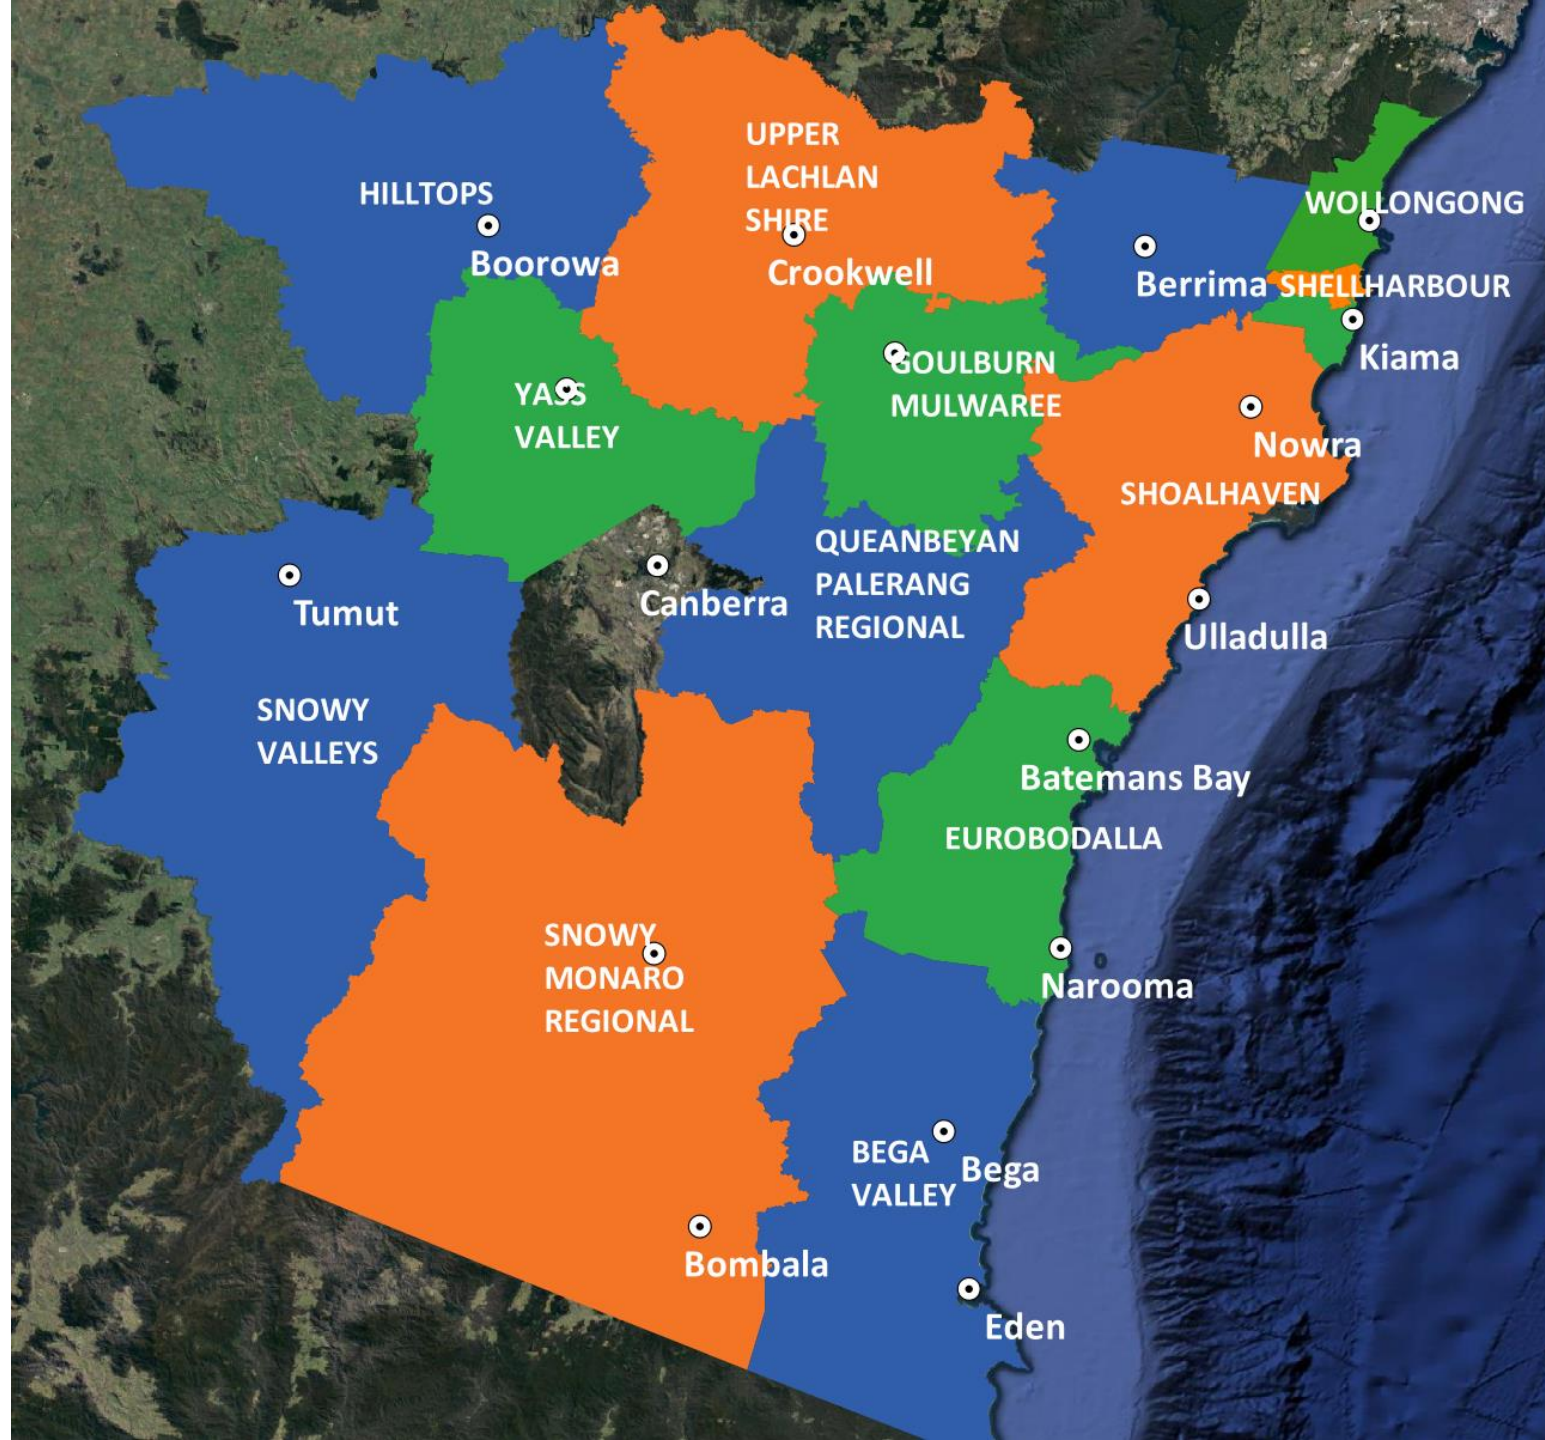 UPPER
LACHLAN
SHIRE
HILLTOPS
WOLLONGONG
Boorowa
Crookwell
Berrima
SHELLHARBOUR
Kiama
GOULBURN
MULWAREE
YASS
VALLEY
Nowra
SHOALHAVEN
QUEANBEYAN
PALERANG
REGIONAL
Canberra
Tumut
Ulladulla
SNOWY
VALLEYS
Batemans Bay
EUROBODALLA
SNOWY
MONARO
REGIONAL
Narooma
BEGA
VALLEY
Bega
Bombala
Eden